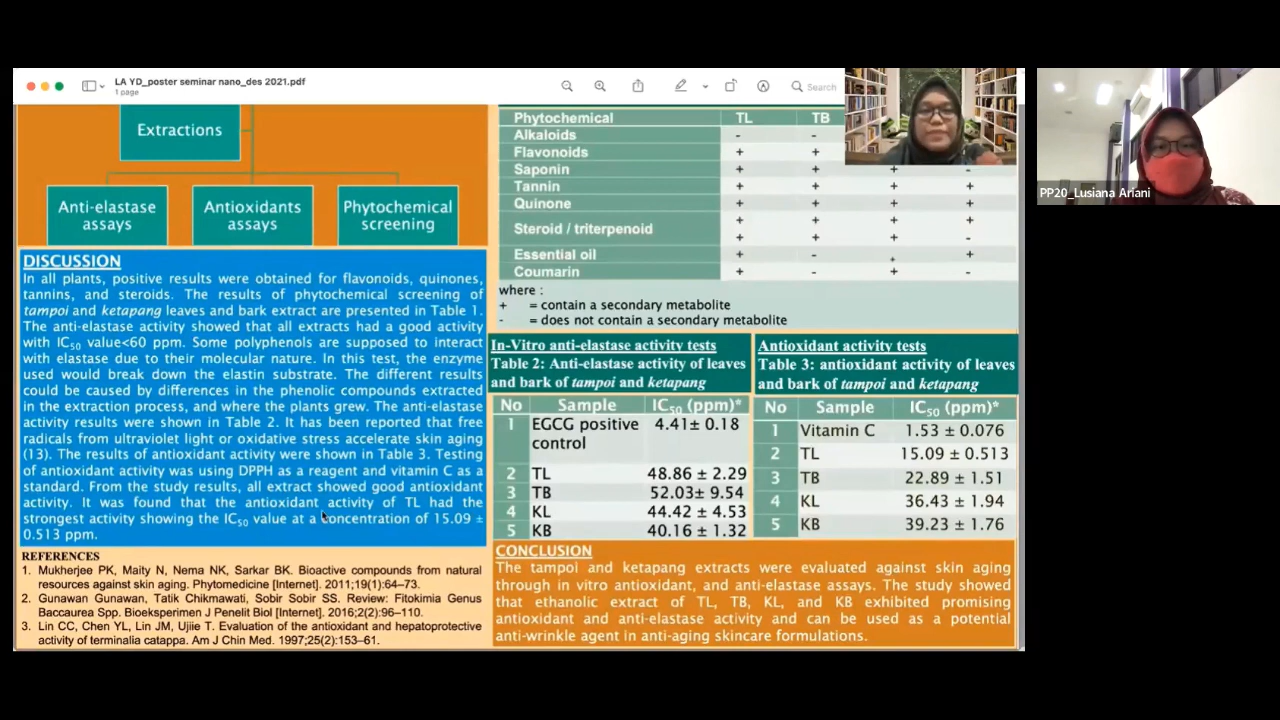 LA YD_poster seminar nano_des 2021.pdf
1 page
Search
PP20_Lusiana Ariani
Extractions
Anti-elastase
assays
Antioxidants
assays
Phytochemical
screening
DISCUSSION
In all plants, positive results were obtained for flavonoids, quinones,
tannins, and steroids. The results of phytochemical screening of
tampoi and ketapang leaves and bark extract are presented in Table 1.
The anti-elastase activity showed that all extracts had a good activity
with IC50 value<60 ppm. Some polyphenols are supposed to interact
with elastase due to their molecular nature. In this test, the enzyme
used would break down the elastin substrate. The different results
could be caused by differences in the phenolic compounds extracted
in the extraction process, and where the plants grew. The anti-elastase
activity results were shown in Table 2. It has been reported that free
radicals from ultraviolet light or oxidative stress accelerate skin aging
(13). The results of antioxidant activity were shown in Table 3. Testing
of antioxidant activity was using DPPH as a reagent and vitamin C as a
standard. From the study results, all extract showed good antioxidant
activity. It was found that the antioxidant activity of TL had the
strongest activity showing the IC50 value at a concentration of 15.09 ±
0.513 ppm.
REFERENCES
1. Mukherjee PK, Maity N, Nema NK, Sarkar BK. Bioactive compounds from natural
resources against skin aging. Phytomedicine [Internet]. 2011;19(1):64–73.
2. Gunawan Gunawan, Tatik Chikmawati, Sobir Sobir SS. Review: Fitokimia Genus
Baccaurea Spp. Bioeksperimen J Penelit Biol [Internet]. 2016;2(2):96–110.
3. Lin CC, Chen YL, Lin JM, Ujiie T. Evaluation of the antioxidant and hepatoprotective
activity of terminalia catappa. Am J Chin Med. 1997;25(2):153–61.
Phytochemical TL TB
Alkaloids - -
Flavonoids + +
Saponin + + + -
Tannin + + + +
Quinone + + + +
+ + + +
Steroid / triterpenoid
+ + + -
Essential oil + - + +
Coumarin + - + -
where :
+ = contain a secondary metabolite
- = does not contain a secondary metabolite
In-Vitro anti-elastase activity tests
Table 2: Anti-elastase activity of leaves
and bark of tampoi and ketapang
No Sample IC50 (ppm)*
1 EGCG positive 4.41± 0.18
control
2 TL 48.86 ± 2.29
3 TB 52.03± 9.54
4 KL 44.42 ± 4.53
5 KB 40.16 ± 1.32
Antioxidant activity tests
Table 3: antioxidant activity of leaves
and bark of tampoi and ketapang
No Sample IC50 (ppm)*
1 Vitamin C 1.53 ± 0.076
2 TL 15.09 ± 0.513
3 TB 22.89 ± 1.51
4 KL 36.43 ± 1.94
5 KB 39.23 ± 1.76
CONCLUSION
The tampoi and ketapang extracts were evaluated against skin aging
through in vitro antioxidant, and anti-elastase assays. The study showed
that ethanolic extract of TL, TB, KL, and KB exhibited promising
antioxidant and anti-elastase activity and can be used as a potential
anti-wrinkle agent in anti-aging skincare formulations.